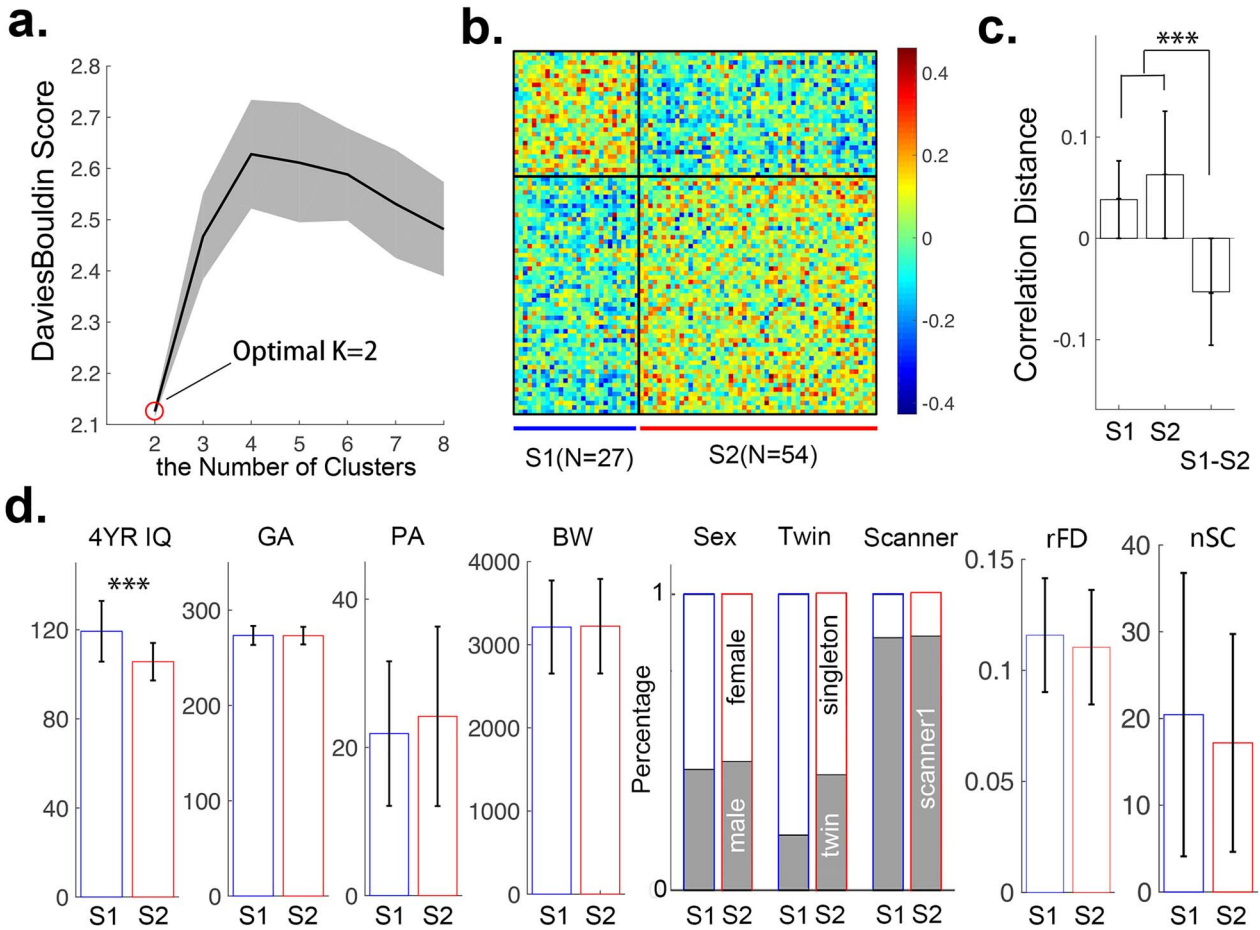 a.
2.8
2.7
2.6
2.5
2.4
2.3
2.2
2.1
DaviesBouldin Score
Optimal K=2
2 3 4 5 6 7 8
the Number of Clusters
b.
0.4
0.2
0
-0.2
-0.4
S1(N=27) S2(N=54)
c.
***
0.1
0
-0.1
Correlation Distance
S1 S2
S1-S2
d.
4YR IQ
***
120
80
40
0
S1 S2
GA
300
200
100
0
S1 S2
PA
40
20
0
S1 S2
BW
4000
3000
2000
1000
0
S1 S2
Percentage
1
0
Sex
female
male
S1 S2
Twin
singleton
twin
S1 S2
Scanner
scanner1
S1 S2
rFD
0.15
0.1
0.05
0
S1 S2
nSC
40
30
20
10
0
S1 S2